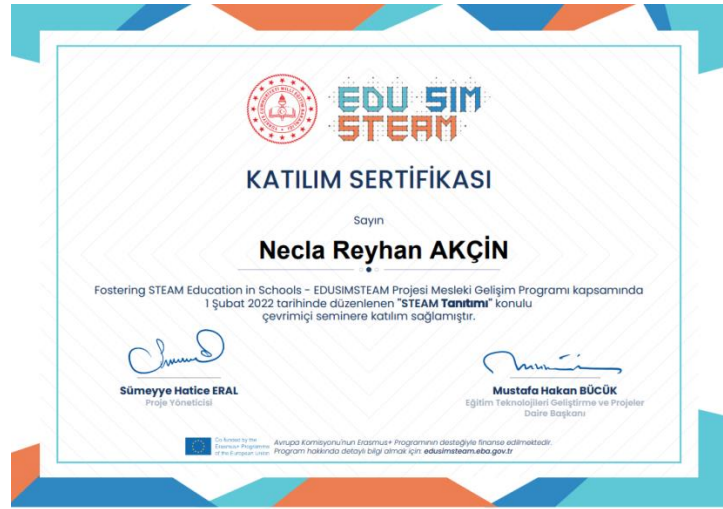 EDU SIM
STEAM
KATILIM SERTİFİKASI
Sayın
Necla Reyhan AKÇİN
Fostering STEAM Education in Schools - EDUSIMSTEAM Projesi Mesleki Gelişim Programı kapsamında
1 Şubat 2022 tarihinde düzenlenen "STEAM Tanıtımı" konulu
çevrimiçi seminere katılım sağlamıştır.
Sümeyye Hatice ERAL
Proje Yöneticisi
Mustafa Hakan BÜCÜK
Eğitim Teknolojileri Geliştirme ve Projeler
Daire Başkanı
Co-funded by the
Erasmus+ Programme
of the European Union
Avrupa Komisyonu'nun Erasmus+ Programının desteğiyle finanse edilmektedir.
Program hakkında detaylı bilgi almak için: edusimsteam.eba.gov.tr